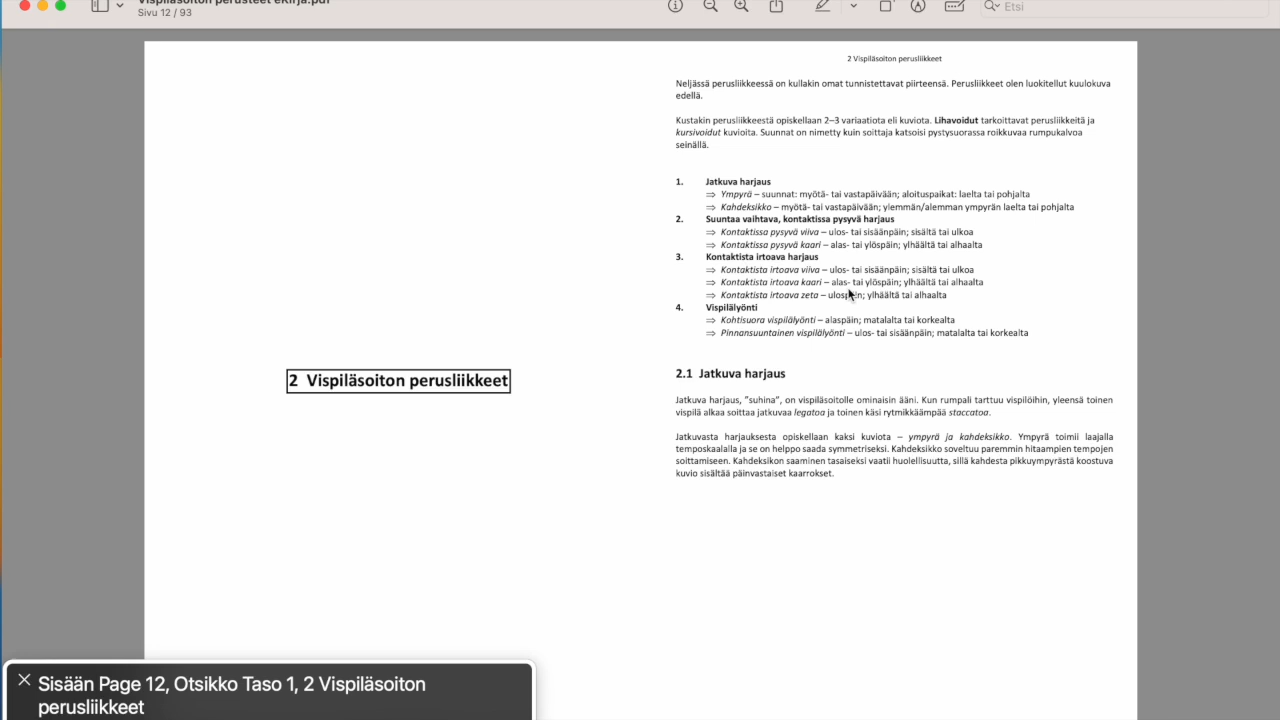 Vispiläsoiton perusteet eKirja.pdf
Sivu 12 / 93
Etsi
2 Vispiläsoiton perusliikkeet
2 Vispiläsoiton perusliikkeet
Neljässä perusliikkeessä on kullakin omat tunnistettavat piirteensä. Perusliikkeet olen luokitellut kuulokuva
edellä.
Kustakin perusliikkeestä opiskellaan 2–3 variaatiota eli kuviota. Lihavoidut tarkoittavat perusliikkeitä ja
kursivoidut kuvioita. Suunnat on nimetty kuin soittaja katsoisi pystysuorassa roikkuvaa rumpukalvoa
seinällä.
1. Jatkuva harjaus
⇒ Ympyrä – suunnat: myötä- tai vastapäivään; aloituspaikat: laelta tai pohjalta
⇒ Kahdeksikko – myötä- tai vastapäivään; ylemmän/alemman ympyrän laelta tai pohjalta
2. Suuntaa vaihtava, kontaktissa pysyvä harjaus
⇒ Kontaktissa pysyvä viiva – ulos- tai sisäänpäin; sisältä tai ulkoa
⇒ Kontaktissa pysyvä kaari – alas- tai ylöspäin; ylhäältä tai alhaalta
3. Kontaktista irtoava harjaus
⇒ Kontaktista irtoava viiva – ulos- tai sisäänpäin; sisältä tai ulkoa
⇒ Kontaktista irtoava kaari – alas- tai ylöspäin; ylhäältä tai alhaalta
⇒ Kontaktista irtoava zeta – ulospäin; ylhäältä tai alhaalta
4. Vispilälyönti
⇒ Kohtisuora vispilälyönti – alaspäin; matalalta tai korkealta
⇒ Pinnansuuntainen vispilälyönti – ulos- tai sisäänpäin; matalalta tai korkealta
2.1 Jatkuva harjaus
Jatkuva harjaus, ”suhina”, on vispiläsoitolle ominaisin ääni. Kun rumpali tarttuu vispilöihin, yleensä toinen
vispilä alkaa soittaa jatkuvaa legatoa ja toinen käsi rytmikkäämpää staccatoa.
Jatkuvasta harjauksesta opiskellaan kaksi kuviota – ympyrä ja kahdeksikko. Ympyrä toimii laajalla
temposkaalalla ja se on helppo saada symmetriseksi. Kahdeksikko soveltuu paremmin hitaampien tempojen
soittamiseen. Kahdeksikon saaminen tasaiseksi vaatii huolellisuutta, sillä kahdesta pikkuympyrästä koostuva
kuvio sisältää päinvastaiset kaarrokset.
Sisään Page 12, Otsikko Taso 1, 2 Vispiläsoiton
perusliikkeet